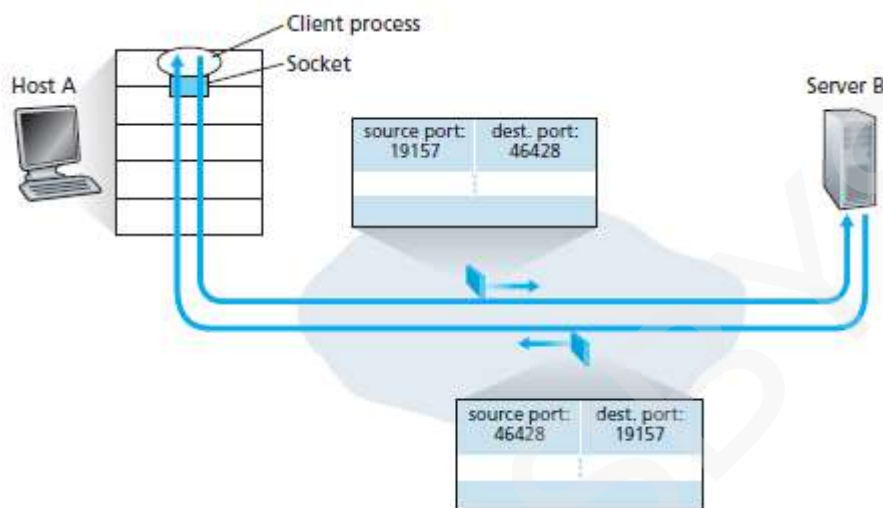 Client process
Socket
Host A
Server B
source port: dest. port:
19157 46428
source port: dest. port:
46428 19157